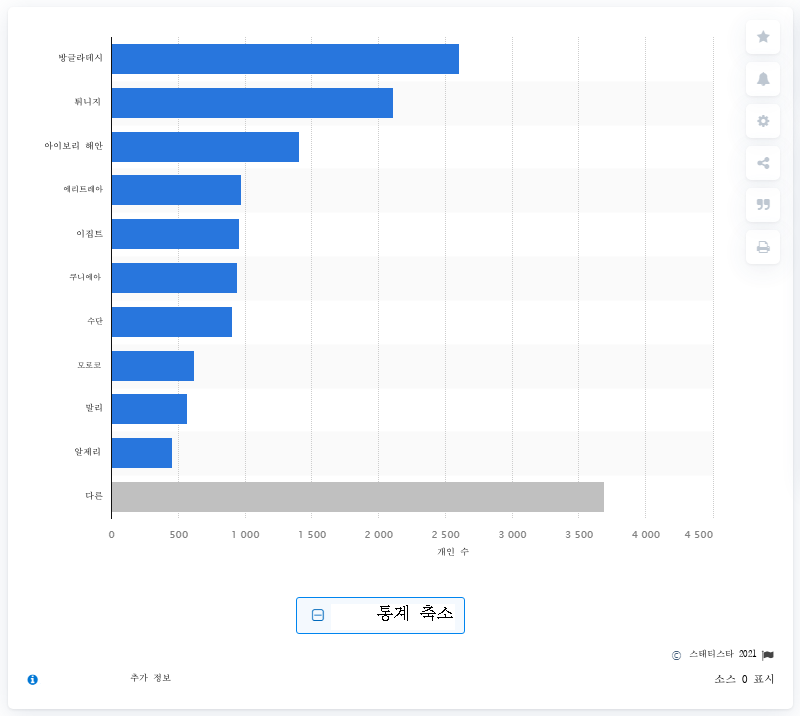 방글라데시
튀니지
아이보리 해안
에리트레아
이집트
쿠니에아
수단
모로코
말리
알제리
다른
0 500 1 000 1 500 2 000 2 500 3 000 3 500 4 000 4 500
개인 수
통계 축소
© 스태티스타 2021
추가 정보
소스 0 표시